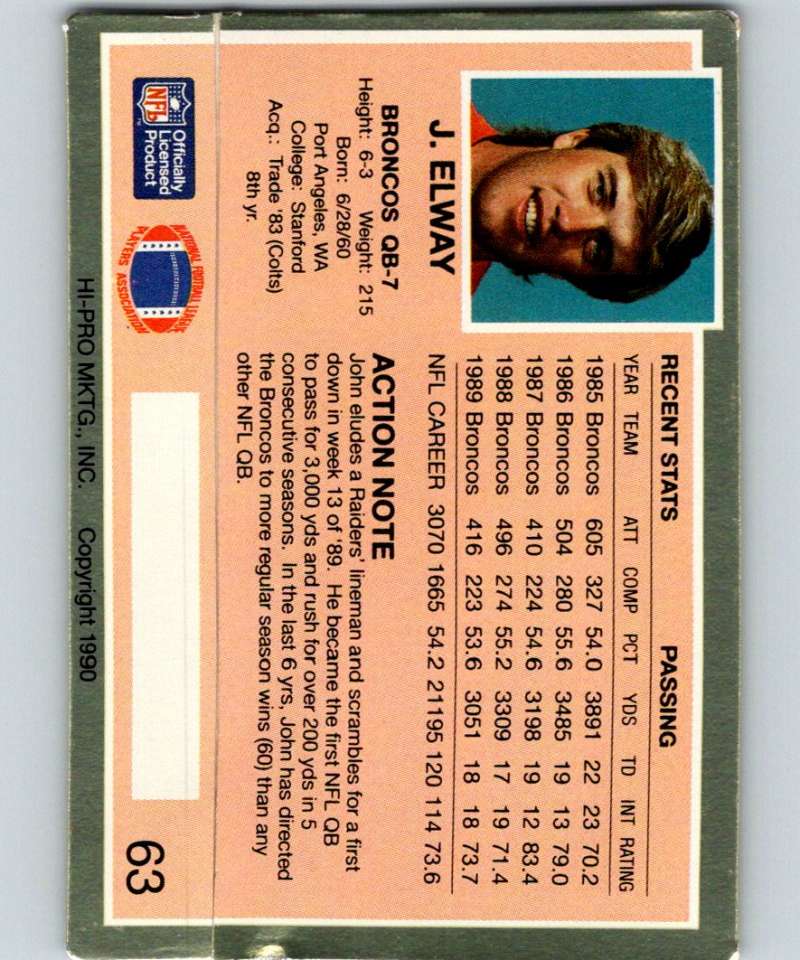 J. ELWAY
BRONCOS QB-7
Height: 6-3 Weight: 215
Born: 6/28/60
Port Angeles, WA
College: Stanford
Acq.: Trade '83 (Colts)
8th yr.
NFL
Officially
Licensed
Product
NATIONAL FOOTBALL LEAGUE
PLAYERS ASSOCIATION
RECENT STATS PASSING
YEAR TEAM ATT COMP PCT YDS TD INT RATING
1985 Broncos 605 327 54.0 3891 22 23 70.2
1986 Broncos 504 280 55.6 3485 19 13 79.0
1987 Broncos 410 224 54.6 3198 19 12 83.4
1988 Broncos 496 274 55.2 3309 17 19 71.4
1989 Broncos 416 223 53.6 3051 18 18 73.7
NFL CAREER 3070 1665 54.2 21195 120 114 73.6
ACTION NOTE
John eludes a Raiders' lineman and scrambles for a first
down in week 13 of '89. He became the first NFL QB
to pass for 3,000 yds and rush for over 200 yds in 5
consecutive seasons. In the last 6 yrs, John has directed
the Broncos to more regular season wins (60) than any
other NFL QB.
63
HI-PRO MKTG., INC. Copyright 1990